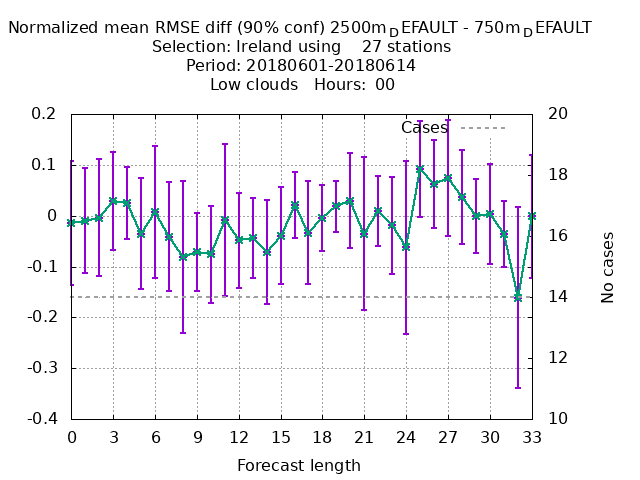 Normalized mean RMSE diff (90% conf) 2500m_DEFAULT - 750m_DEFAULT
Selection: Ireland using 27 stations
Period: 20180601-20180614
Low clouds Hours: 00
Cases
0.2
0.1
0
-0.1
-0.2
-0.3
-0.4
20
18
16
14
12
10
No cases
0 3 6 9 12 15 18 21 24 27 30 33
Forecast length